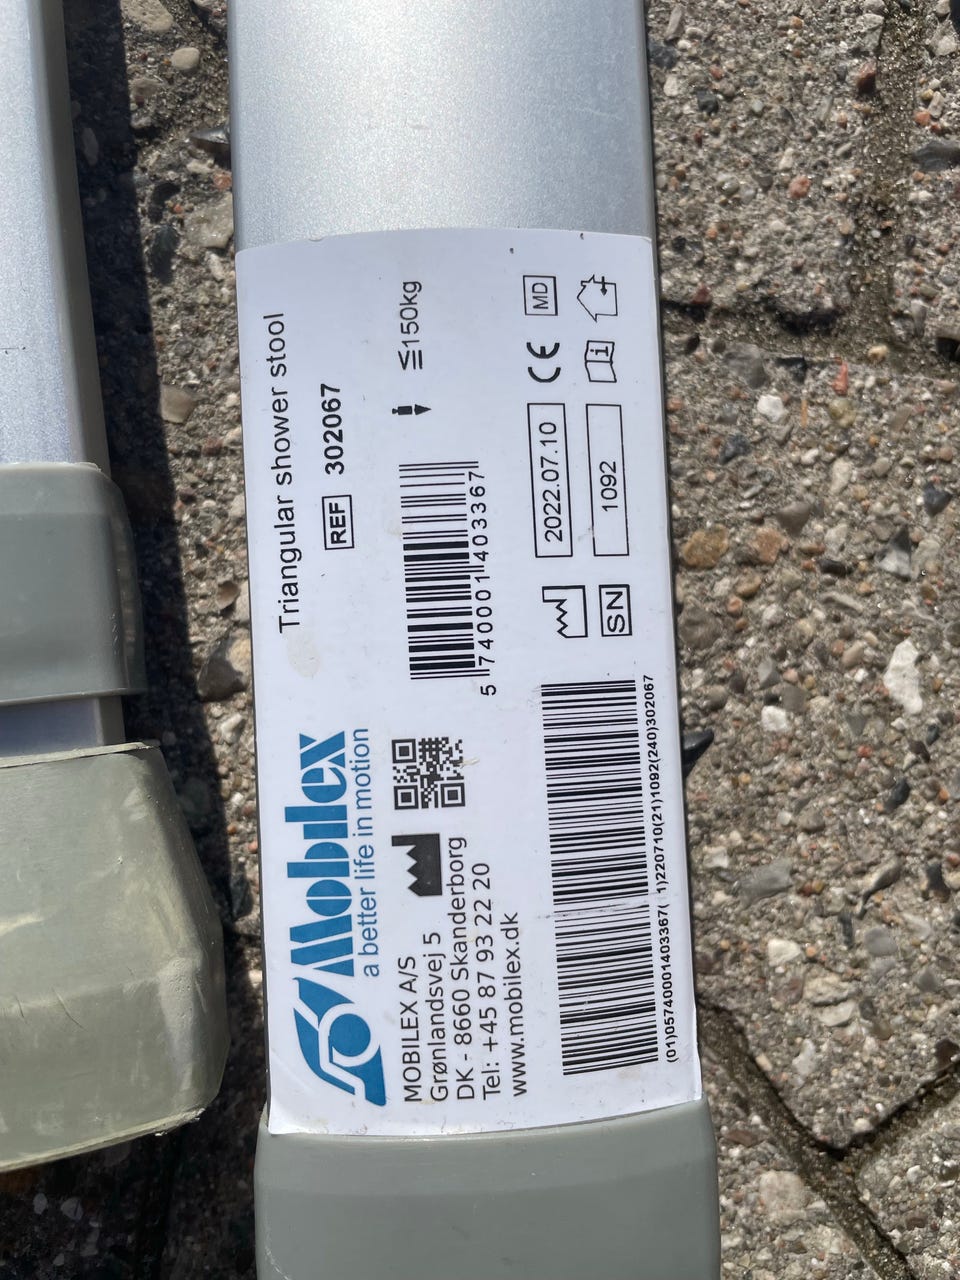 Mobilex
a better life in motion
MOBILEX A/S
Grønlandsvej 5
DK - 8660 Skanderborg
Tel: +45 87 93 22 20
www.mobilex.dk
Triangular shower stool
REF 302067
≤150kg
5 740001 403367
2022.07.10
CE MD
SN 1092
i
(01)05740001403367( 1)220710(21)1092(240)302067